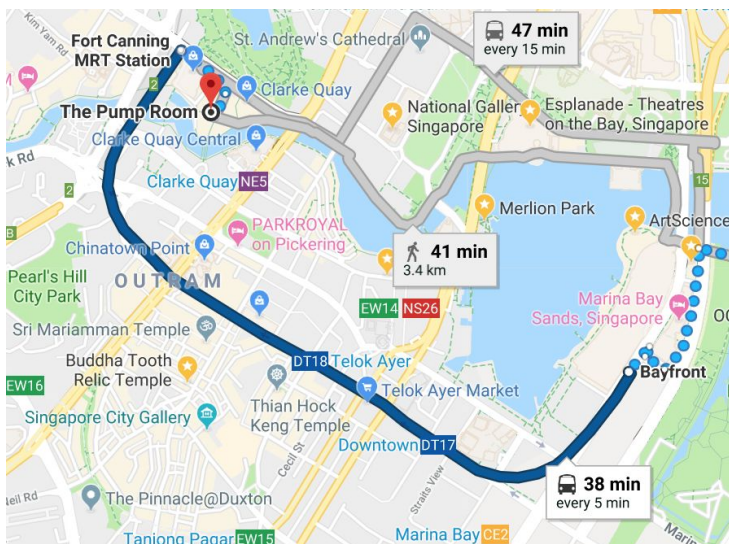 Kim Yam Rd
Fort Canning
MRT Station
2
St. Andrew's Cathedral
47 min
every 15 min
Clarke Quay
The Pump Room
National Galler
Singapore
Esplanade - Theatres
on the Bay, Singapore
Clarke Quay Central
k Rd
Clarke Quay NE5
2
15
Merlion Park
ArtScience
PARKROYAL
on Pickering
41 min
3.4 km
B
Chinatown Point
Pearl's Hill
City Park
OUTRAM
Marina Bay
Sands, Singapore
EW14 NS26
OC
Sri Mariamman Temple
DT18 Telok Ayer
Bayfront
Buddha Tooth
Relic Temple
EW16
Telok Ayer Market
Thian Hock
Keng Temple
Singapore City Gallery
Downtown DT17
Cecil St
Straits View
38 min
every 5 min
Neil Rd
The Pinnacle@Duxton
Tanjong Pagar EW15
Marina Bay CE2